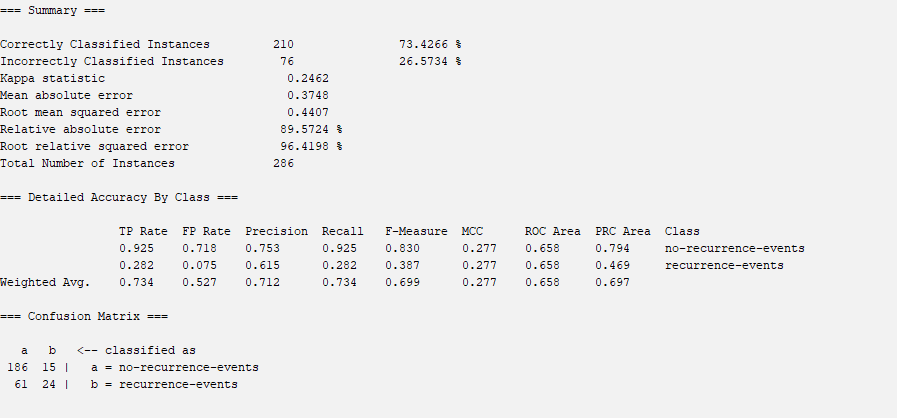 === Summary ===
Correctly Classified Instances 210 73.4266 %
Incorrectly Classified Instances 76 26.5734 %
Kappa statistic 0.2462
Mean absolute error 0.3748
Root mean squared error 0.4407
Relative absolute error 89.5724 %
Root relative squared error 96.4198 %
Total Number of Instances 286
=== Detailed Accuracy By Class ===
TP Rate FP Rate Precision Recall F-Measure MCC ROC Area PRC Area Class
0.925 0.718 0.753 0.925 0.830 0.277 0.658 0.794 no-recurrence-events
0.282 0.075 0.615 0.282 0.387 0.277 0.658 0.469 recurrence-events
Weighted Avg. 0.734 0.527 0.712 0.734 0.699 0.277 0.658 0.697
=== Confusion Matrix ===
a b <-- classified as
186 15 | a = no-recurrence-events
61 24 | b = recurrence-events